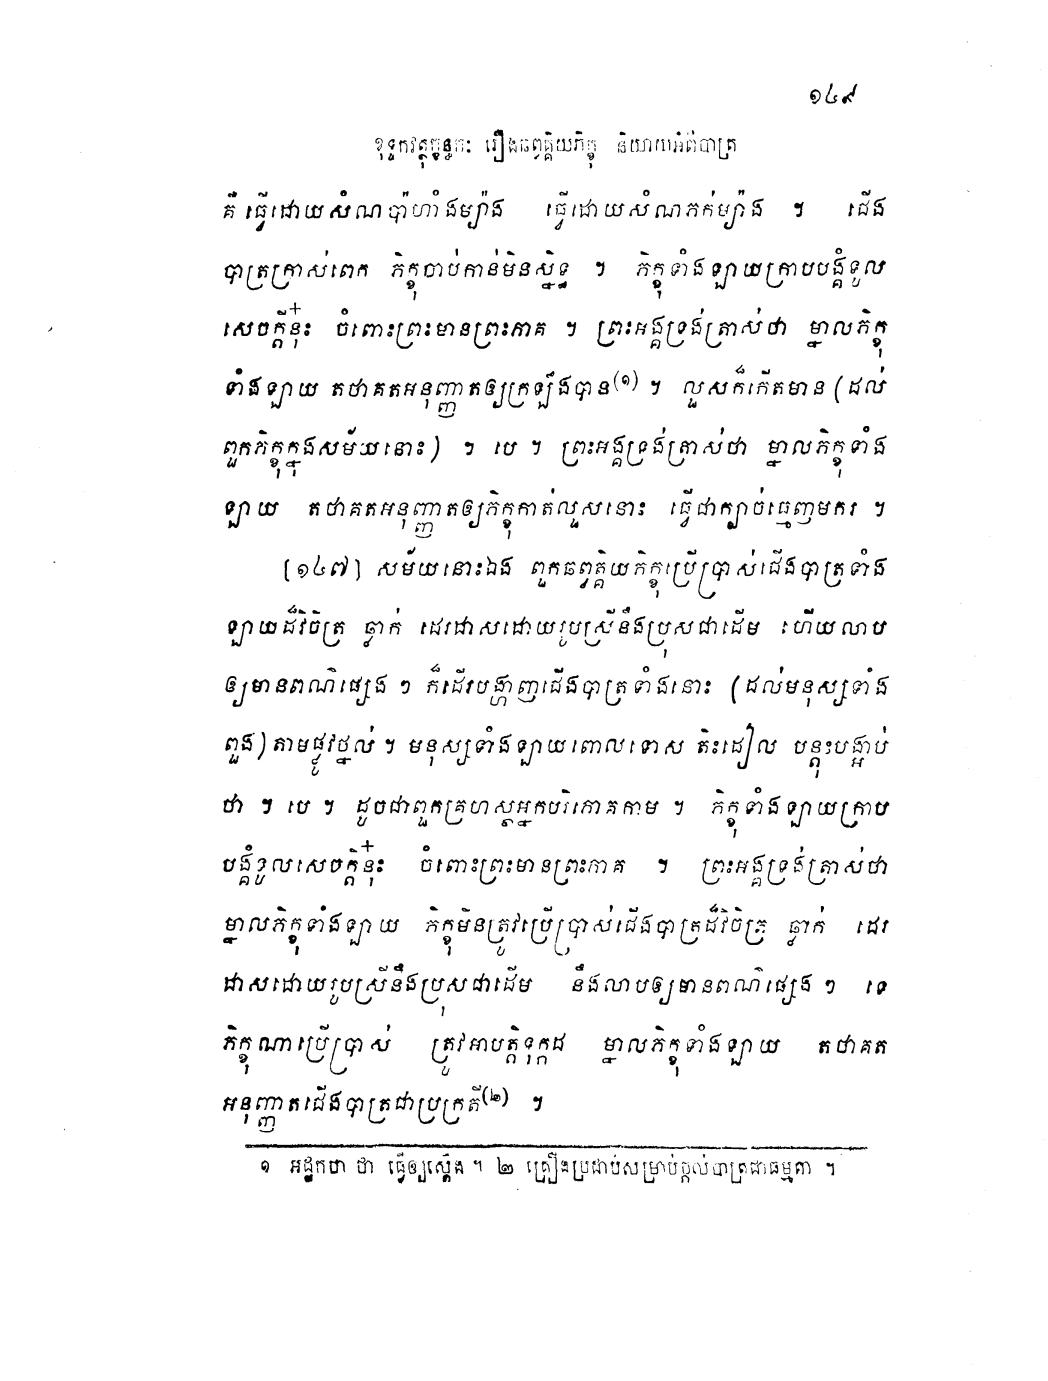 ១៤៩
ខុទ្ទកវត្ថុក្ខន្ធកៈ រឿងឆព្វគ្គិយភិក្ខុ និយាយអំពីបាត្រ
គឺ ធ្វើដោយសំណប៉ាហាំងម្យ៉ាង ធ្វើដោយសំណភក់ម្យ៉ាង ។ ជើង
បាត្រក្រាស់ពេក ភិក្ខុចាប់កាន់មិនស្និទ្ធ ។ ភិក្ខុទាំងឡាយក្រាបបង្គំទូល
សេចក្តីនុ៎ះ ចំពោះព្រះមានព្រះភាគ ។ ព្រះអង្គទ្រង់ត្រាស់ថា ម្នាលភិក្ខុ
ទាំងឡាយ តថាគតអនុញ្ញាតឲ្យក្រឡឹងបាន(១) ។ ល្អសក៏កើតមាន (ដល់
ពួកភិក្ខុក្នុងសម័យនោះ) ។ បេ ។ ព្រះអង្គទ្រង់ត្រាស់ថា ម្នាលភិក្ខុទាំង
ឡាយ តថាគតអនុញ្ញាតឲ្យភិក្ខុកាត់លួសនោះ ធ្វើជាក្បាច់ធ្មេញមករ ។
[១៤៧] សម័យនោះឯង ពួកឆព្វគ្គិយភិក្ខុប្រើប្រាស់ជើងបាត្រទាំង
ឡាយដ៏វិចិត្រ ឆ្លាក់ ដេរដាសដោយរូបស្រីនឹងប្រុសជាដើម ហើយលាប
ឲ្យមានពណ៌ផ្សេង ៗ ក៏ដើរបង្ហាញជើងបាត្រទាំងនោះ (ដល់មនុស្សទាំង
ពួង) តាមផ្លូវថ្នល់ ។ មនុស្សទាំងឡាយពោលទោស តិះដៀល បន្តុះបង្អាប់
ថា ។ បេ ។ ដូចជាពួកគ្រហស្ថអ្នកបរិភោគកាម ។ ភិក្ខុទាំងឡាយក្រាប
បង្គំទូលសេចក្តីនុ៎ះ ចំពោះព្រះមានព្រះភាគ ។ ព្រះអង្គទ្រង់ត្រាស់ថា
ម្នាលភិក្ខុទាំងឡាយ ភិក្ខុមិនត្រូវប្រើប្រាស់ជើងបាត្រដ៏វិចិត្រ ឆ្លាក់ ដេរ
ដាសដោយរូបស្រីនឹងប្រុសជាដើម នឹងលាបឲ្យមានពណ៌ផ្សេង ៗ ទេ
ភិក្ខុណាប្រើប្រាស់ ត្រូវអាបត្តិទុក្កដ ម្នាលភិក្ខុទាំងឡាយ តថាគត
អនុញ្ញាតជើងបាត្រជាប្រក្រតី(២) ។
១ អដ្ឋកថា ថា ធ្វើឲ្យស្តើង ។ ២ គ្រឿងប្រដាប់សម្រាប់ក្តល់បាត្រជាធម្មតា ។